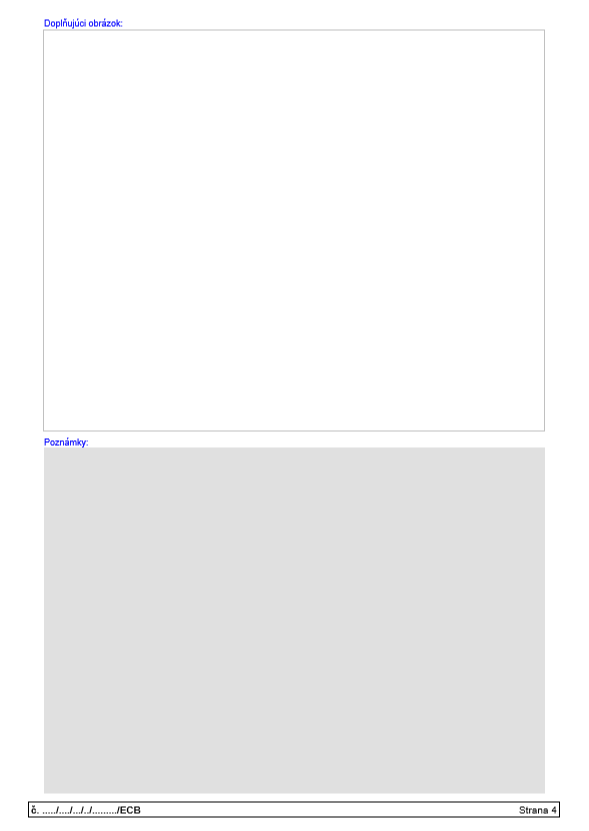 Doplňujúci obrázok:
Poznámky:
č. ...../..../.../../........./ECB Strana 4